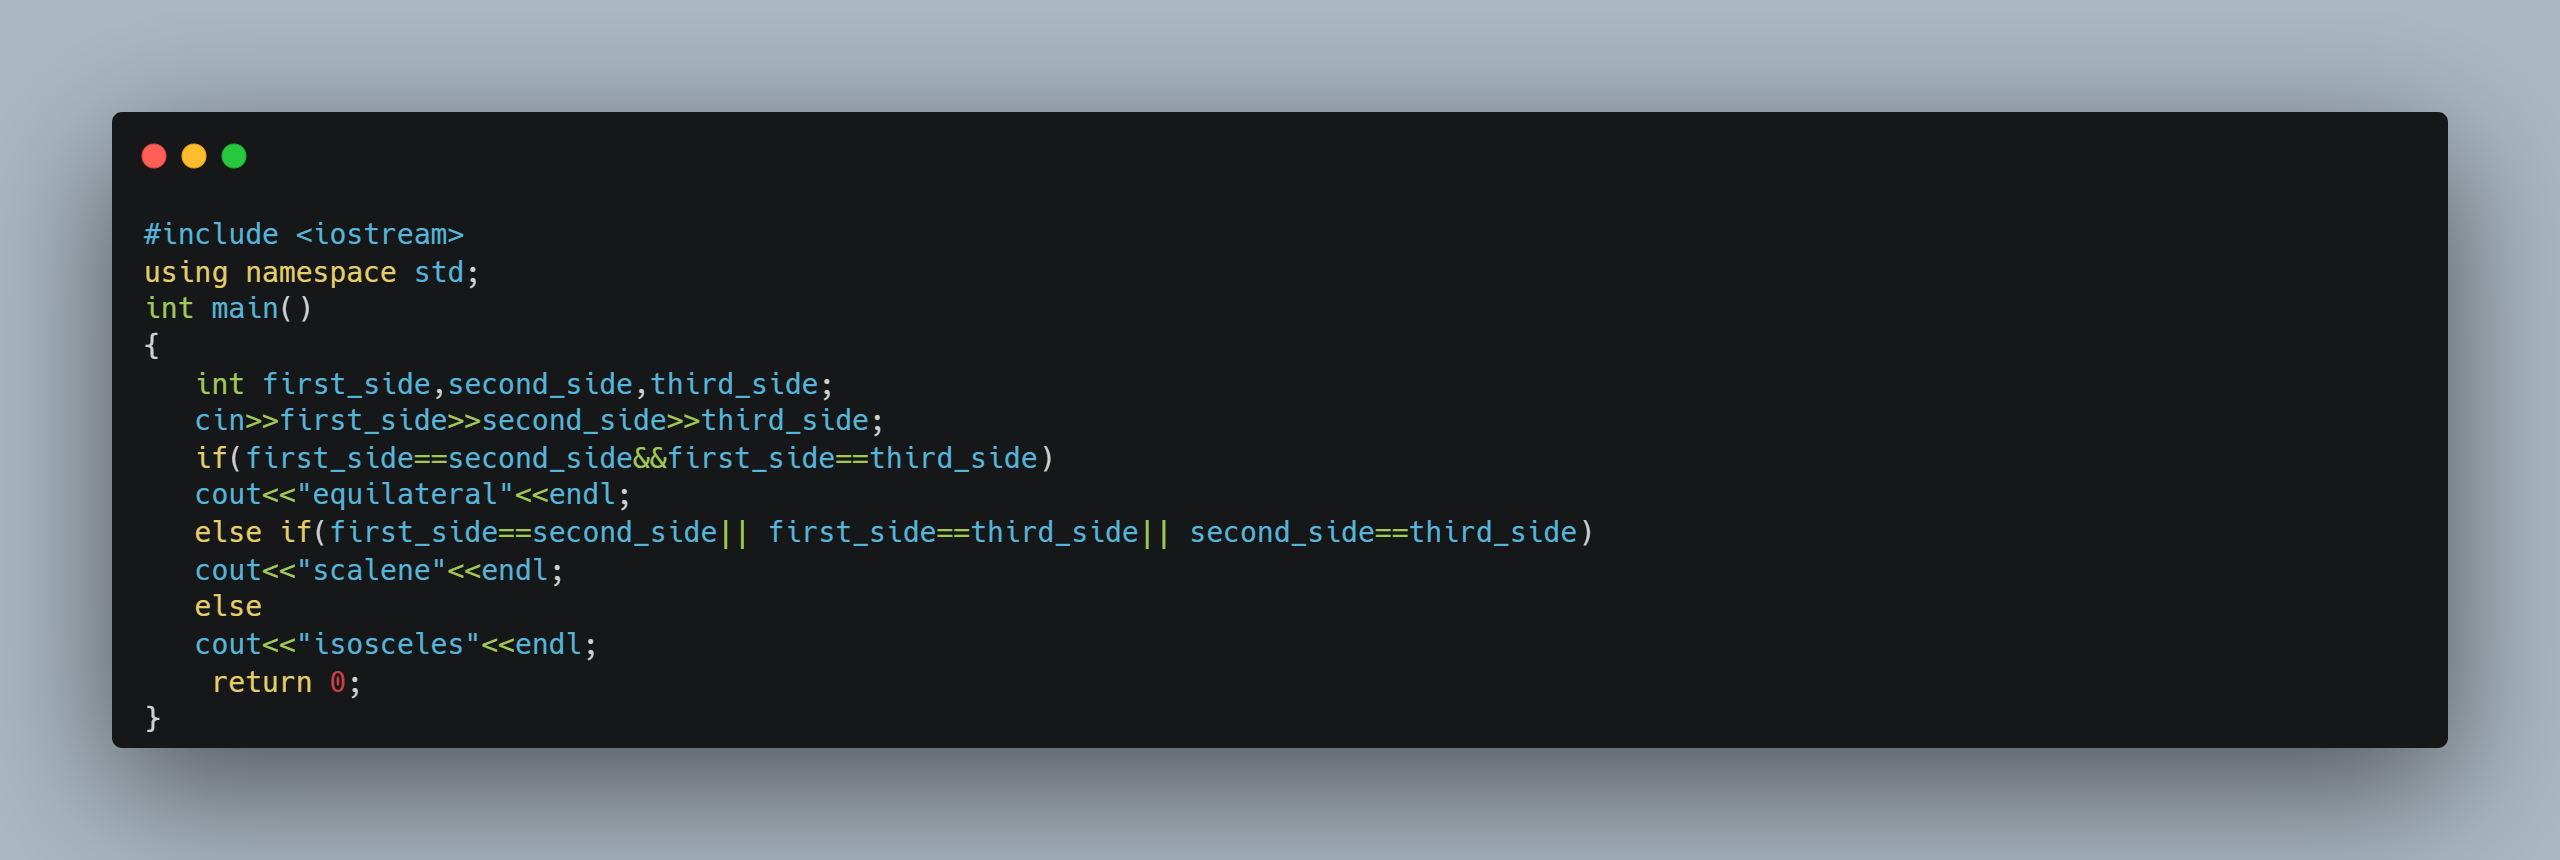 #include <iostream>
using namespace std;
int main()
{
   int first_side,second_side,third_side;
   cin>>first_side>>second_side>>third_side;
   if(first_side==second_side&&first_side==third_side)
   cout<<"equilateral"<<endl;
   else if(first_side==second_side|| first_side==third_side|| second_side==third_side)
   cout<<"scalene"<<endl;
   else
   cout<<"isosceles"<<endl;
    return 0;
}